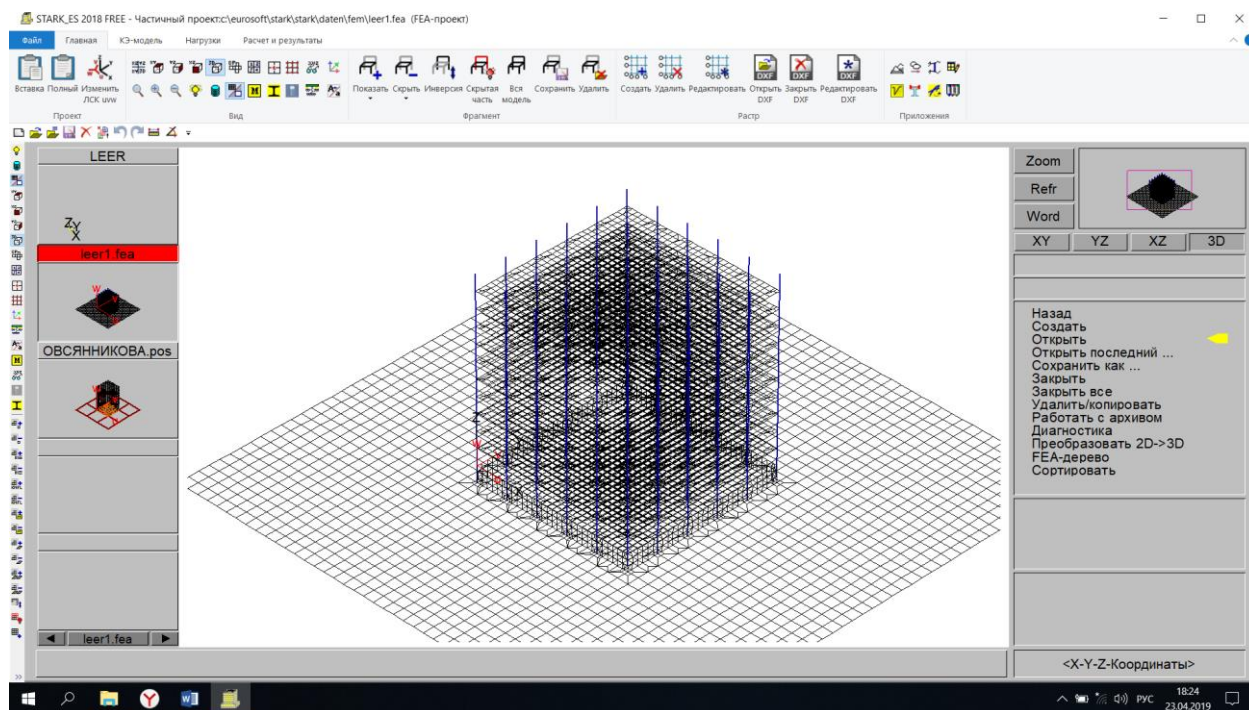 STARK_ES 2018 FREE - Частичный проект:c:\eurosoft\stark\stark\daten\fem\leer1.fea (FEA-проект)
Файл Главная КЭ-модель Нагрузки Расчет и результаты
Вставка Полный Изменить ЛСК uvw
Показать Скрыть Инверсия Скрытая часть Вся модель Сохранить Удалить
Создать Удалить Редактировать Открыть DXF Закрыть DXF Редактировать DXF
Проект Вид Фрагмент Растр Приложения
LEER
Z Y
X
leer1.fea
ОВСЯННИКОВА.pos
leer1.fea
Zoom
Refr
Word
XY YZ XZ 3D
Назад
Создать
Открыть
Открыть последний ...
Сохранить как ...
Закрыть
Закрыть все
Удалить/копировать
Работать с архивом
Диагностика
Преобразовать 2D->3D
FEA-дерево
Сортировать
<X-Y-Z-Координаты>
РУС
18:24
23.04.2019